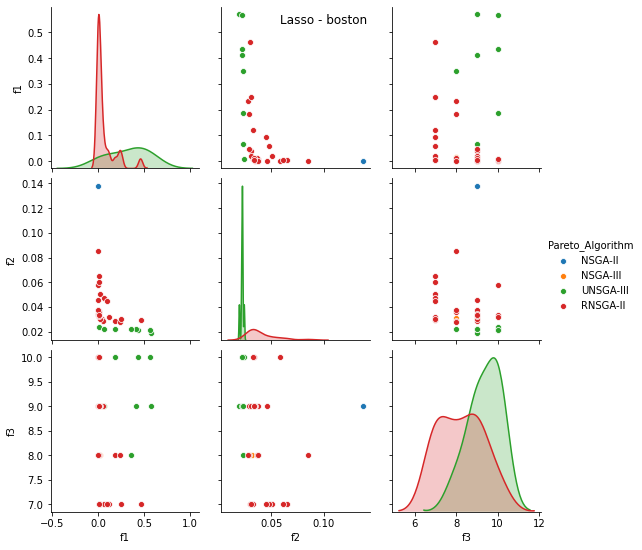 Lasso - boston
f1
0.5
0.4
0.3
0.2
0.1
0.0
f2
0.14
0.12
0.10
0.08
0.06
0.04
0.02
Pareto_Algorithm
NSGA-II
NSGA-III
UNSGA-III
RNSGA-II
f3
10.0
9.5
9.0
8.5
8.0
7.5
7.0
−0.5 0.0 0.5 1.0
0.05 0.10
6 8 10 12
f1 f2 f3